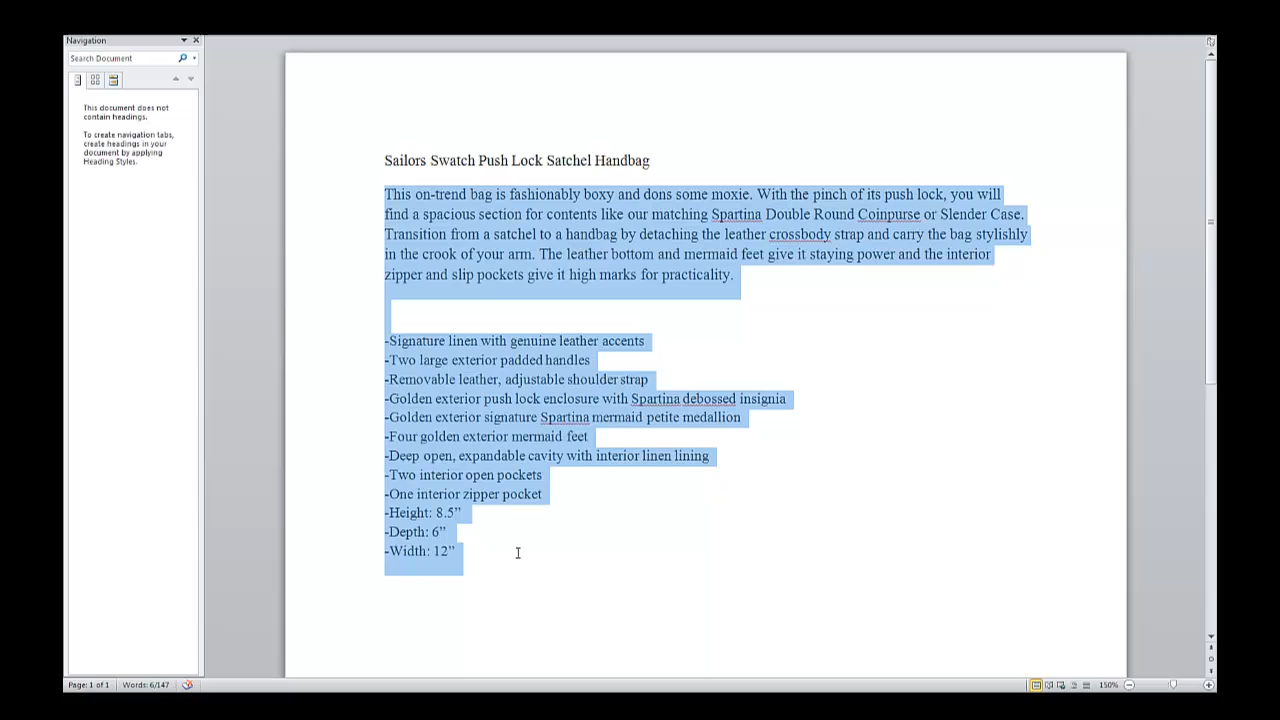 Navigation
Search Document
This document does not
contain headings.
To create navigation tabs,
create headings in your
document by applying
Heading Styles.
Sailors Swatch Push Lock Satchel Handbag
This on-trend bag is fashionably boxy and dons some moxie. With the pinch of its push lock, you will
find a spacious section for contents like our matching Spartina Double Round Coinpurse or Slender Case.
Transition from a satchel to a handbag by detaching the leather crossbody strap and carry the bag stylishly
in the crook of your arm. The leather bottom and mermaid feet give it staying power and the interior
zipper and slip pockets give it high marks for practicality.
-Signature linen with genuine leather accents
-Two large exterior padded handles
-Removable leather, adjustable shoulder strap
-Golden exterior push lock enclosure with Spartina debossed insignia
-Golden exterior signature Spartina mermaid petite medallion
-Four golden exterior mermaid feet
-Deep open, expandable cavity with interior linen lining
-Two interior open pockets
-One interior zipper pocket
-Height: 8.5”
-Depth: 6”
-Width: 12”
Page: 1 of 1 Words: 6/147 150%